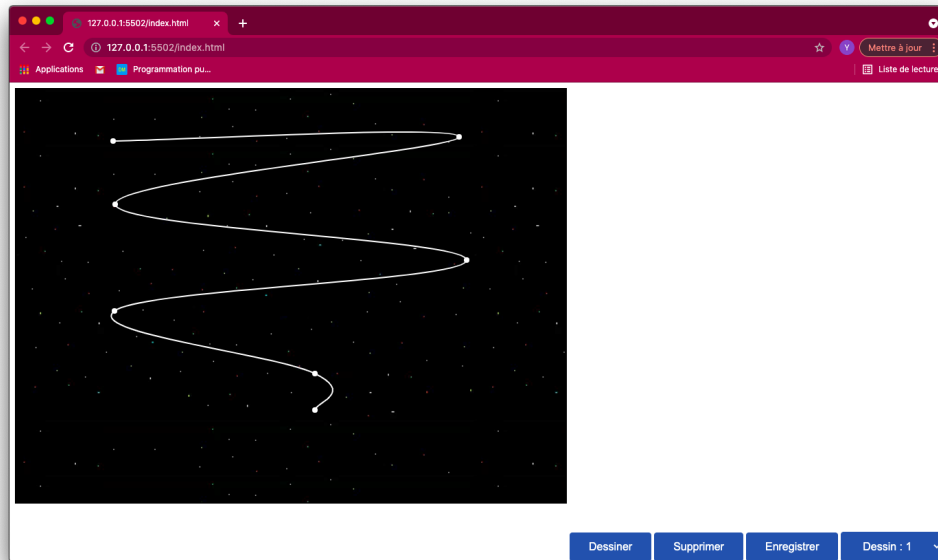 127.0.0.1:5502/index.html
127.0.0.1:5502/index.html
Y
Mettre à jour
Applications
Programmation pu...
Liste de lecture
Dessiner
Supprimer
Enregistrer
Dessin : 1